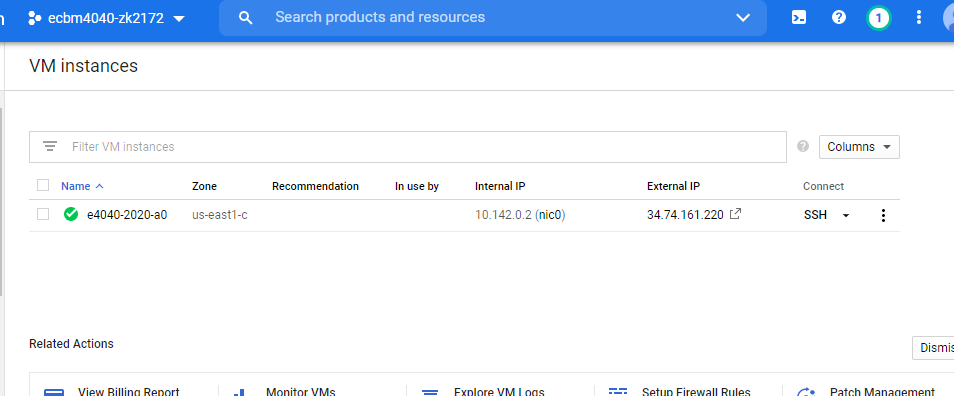 n ecbm4040-zk2172 Search products and resources 1
VM instances
Filter VM instances ? Columns
Name Zone Recommendation In use by Internal IP External IP Connect
e4040-2020-a0 us-east1-c 10.142.0.2 (nic0) 34.74.161.220 SSH
Related Actions Dismis
View Billing Report Monitor VMs Explore VM Logs Setup Firewall Rules Patch Management